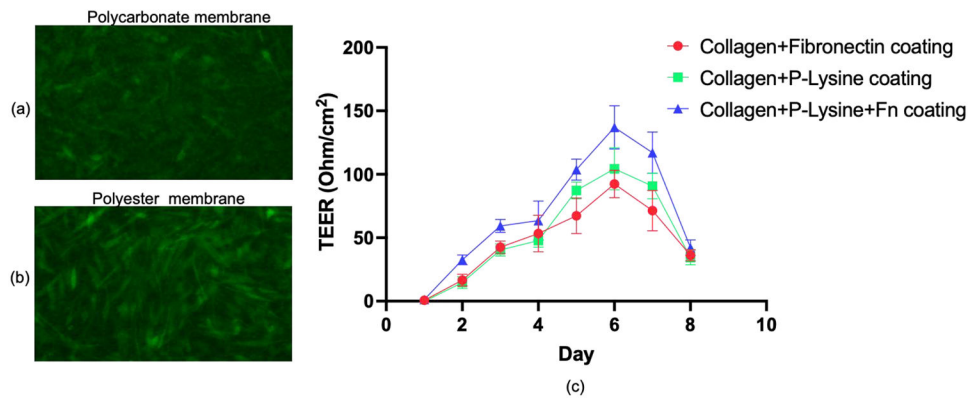 Polycarbonate membrane
(a)
Polyester membrane
(b)
200
150
100
50
0
TEER (Ohm/cm2)
0
2
4
6
8
10
Day
Collagen+Fibronectin coating
Collagen+P-Lysine coating
Collagen+P-Lysine+Fn coating
(c)